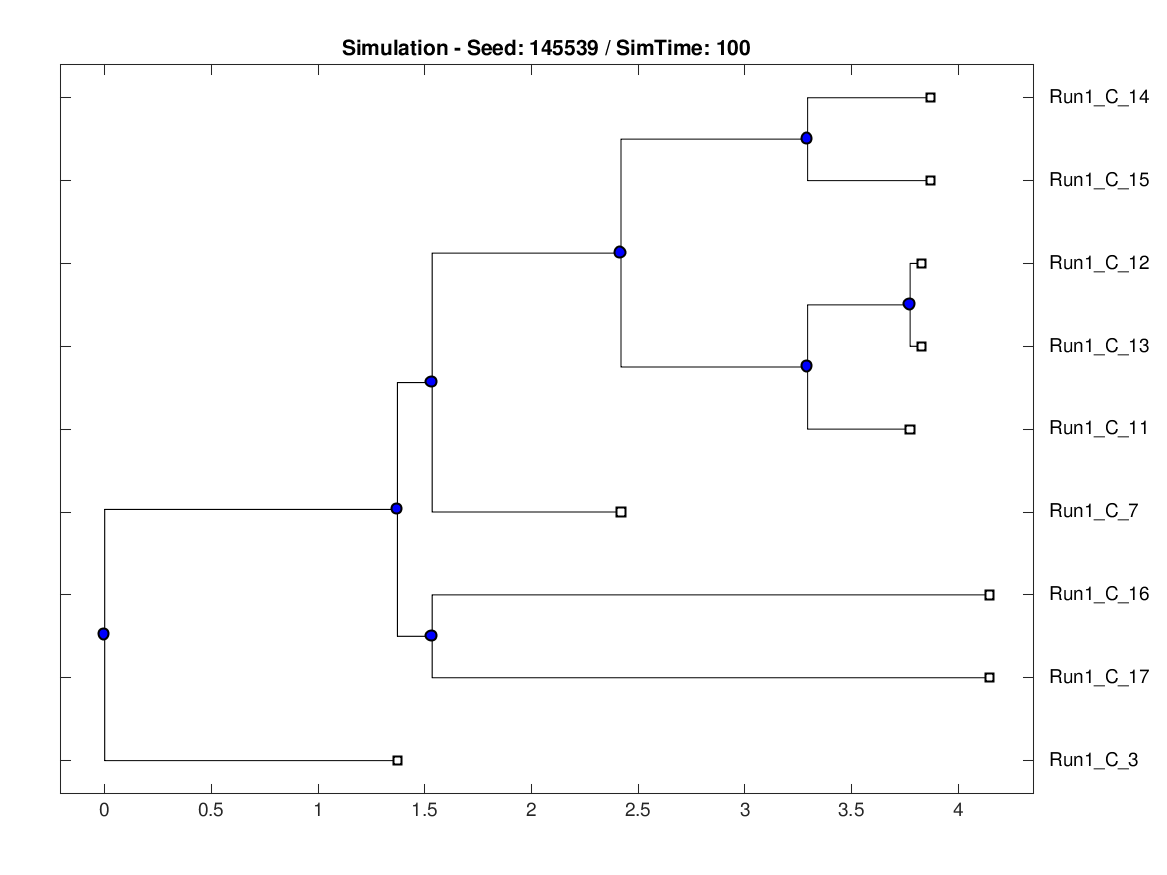 Simulation - Seed: 145539 / SimTime: 100
Run1_C_14
Run1_C_15
Run1_C_12
Run1_C_13
Run1_C_11
Run1_C_7
Run1_C_16
Run1_C_17
Run1_C_3
0 0.5 1 1.5 2 2.5 3 3.5 4